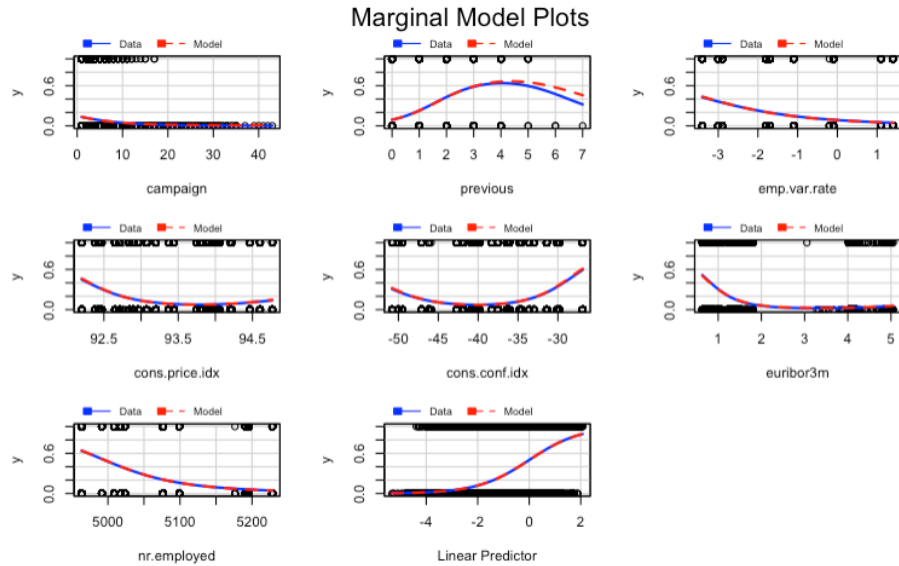 Marginal Model Plots
Data Model
y
0.0 0.6
0 10 20 30 40
campaign
Data Model
y
0.0 0.6
0 1 2 3 4 5 6 7
previous
Data Model
y
0.0 0.6
-3 -2 -1 0 1
emp.var.rate
Data Model
y
0.0 0.6
92.5 93.5 94.5
cons.price.idx
Data Model
y
0.0 0.6
-50 -45 -40 -35 -30
cons.conf.idx
Data Model
y
0.0 0.6
1 2 3 4 5
euribor3m
Data Model
y
0.0 0.6
5000 5100 5200
nr.employed
Data Model
y
0.0 0.6
-4 -2 0 2
Linear Predictor